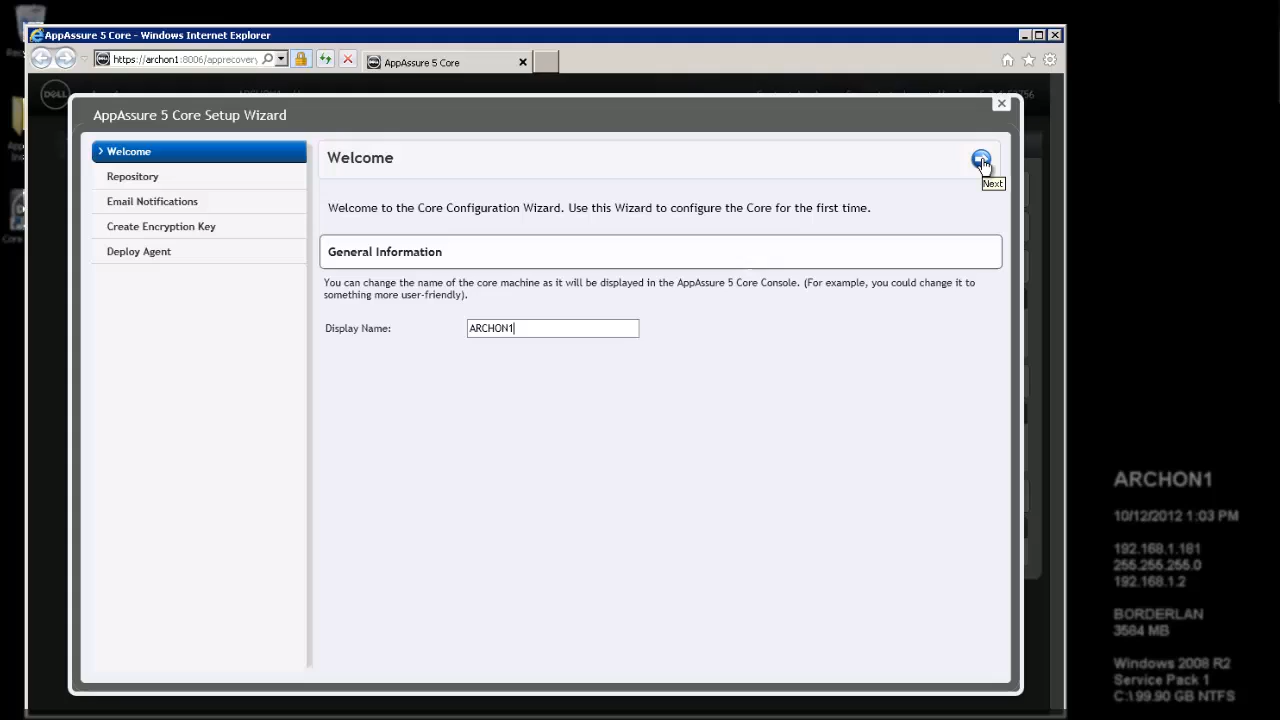 AppAssure 5 Core - Windows Internet Explorer
https://archon1:8006/apprecovery
AppAssure 5 Core
DELL
AppAssure 5 Core Setup Wizard
Welcome
Repository
Email Notifications
Create Encryption Key
Deploy Agent
Welcome
Next
Welcome to the Core Configuration Wizard. Use this Wizard to configure the Core for the first time.
General Information
You can change the name of the core machine as it will be displayed in the AppAssure 5 Core Console. (For example, you could change it to
something more user-friendly).
Display Name:
ARCHON1
ARCHON1
10/12/2012 1:03 PM
192.168.1.181
255.255.255.0
192.168.1.2
BORDERLAN
3584 MB
Windows 2008 R2
Service Pack 1
C:\ 99.90 GB NTFS